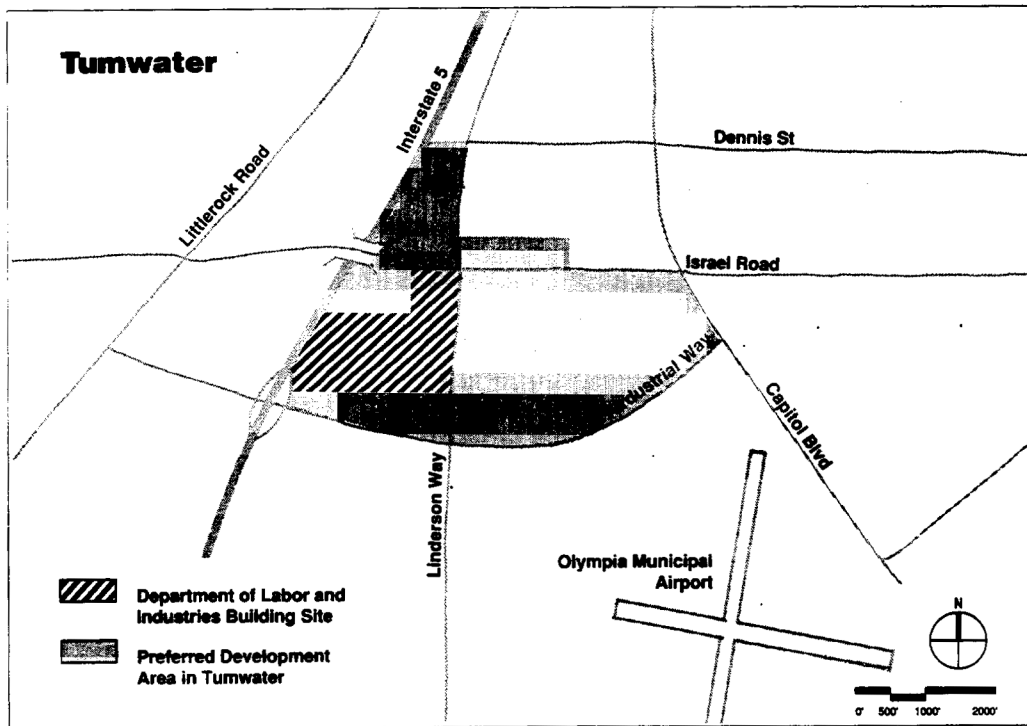 Tumwater
Interstate 5
Littlerock Road
Dennis St
Israel Road
Industrial Way
Capitol Blvd
Linderson Way
Olympia Municipal
Airport
Department of Labor and
Industries Building Site
Preferred Development
Area in Tumwater
N
0' 500' 1000' 2000'